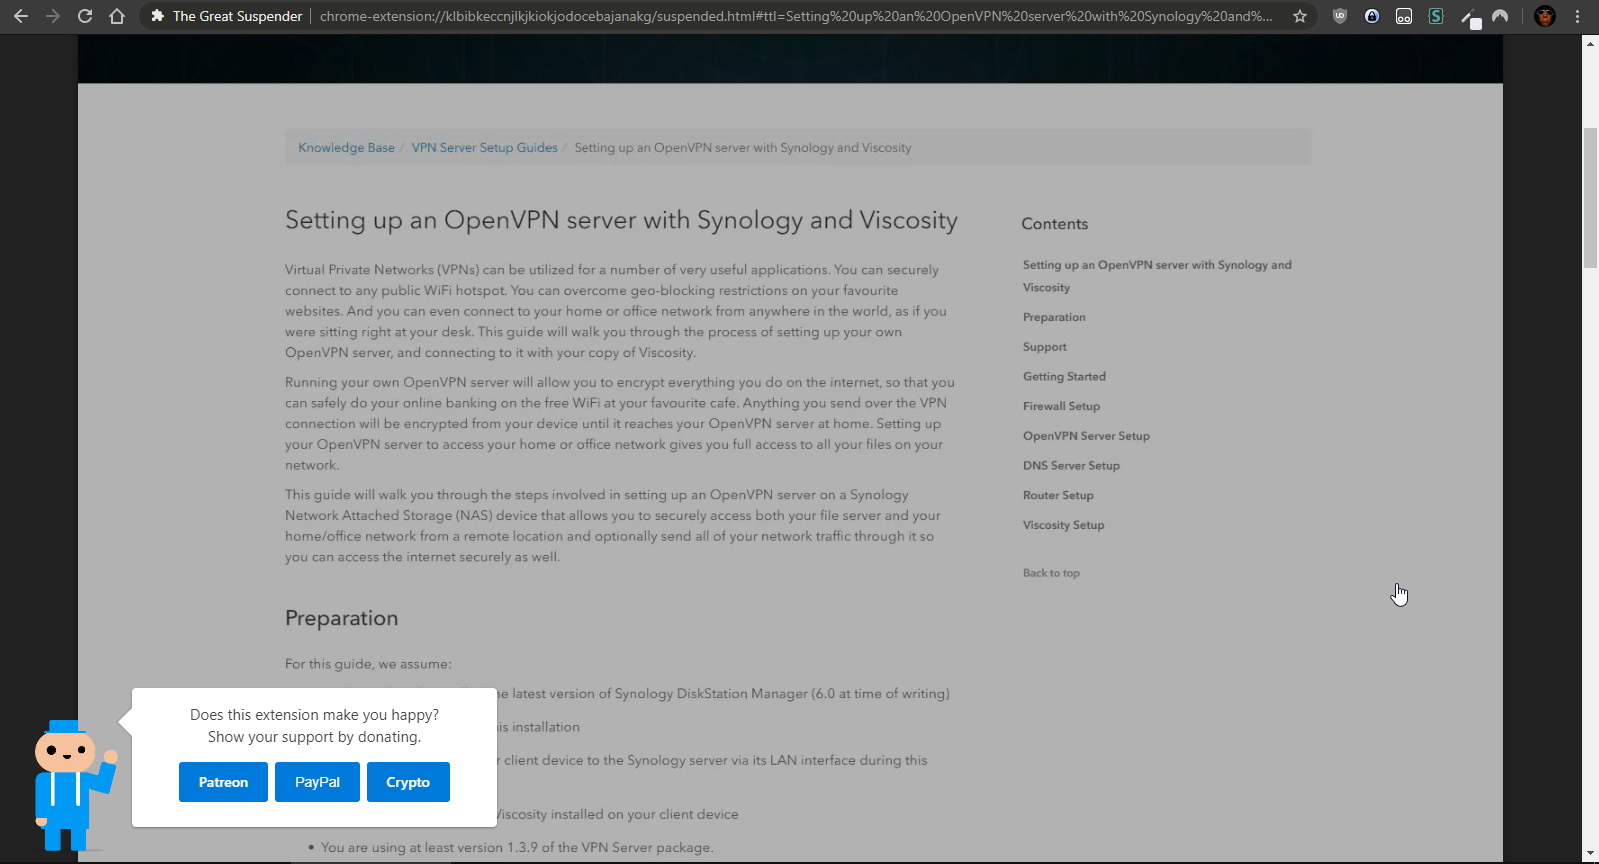 The Great Suspender
chrome-extension://klbibkeccnjlkjkiokjodocebajanakg/suspended.html#ttl=Setting%20up%20an%20OpenVPN%20server%20with%20Synology%20and%...
Knowledge Base / VPN Server Setup Guides / Setting up an OpenVPN server with Synology and Viscosity
Setting up an OpenVPN server with Synology and Viscosity
Virtual Private Networks (VPNs) can be utilized for a number of very useful applications. You can securely
connect to any public WiFi hotspot. You can overcome geo-blocking restrictions on your favourite
websites. And you can even connect to your home or office network from anywhere in the world, as if you
were sitting right at your desk. This guide will walk you through the process of setting up your own
OpenVPN server, and connecting to it with your copy of Viscosity.
Running your own OpenVPN server will allow you to encrypt everything you do on the internet, so that you
can safely do your online banking on the free WiFi at your favourite cafe. Anything you send over the VPN
connection will be encrypted from your device until it reaches your OpenVPN server at home. Setting up
your OpenVPN server to access your home or office network gives you full access to all your files on your
network.
This guide will walk you through the steps involved in setting up an OpenVPN server on a Synology
Network Attached Storage (NAS) device that allows you to securely access both your file server and your
home/office network from a remote location and optionally send all of your network traffic through it so
you can access the internet securely as well.
Preparation
For this guide, we assume:
latest version of Synology DiskStation Manager (6.0 at time of writing)
installation
client device to the Synology server via its LAN interface during this
Viscosity installed on your client device
• You are using at least version 1.3.9 of the VPN Server package.
Contents
Setting up an OpenVPN server with Synology and
Viscosity
Preparation
Support
Getting Started
Firewall Setup
OpenVPN Server Setup
DNS Server Setup
Router Setup
Viscosity Setup
Back to top
Does this extension make you happy?
Show your support by donating.
Patreon
PayPal
Crypto